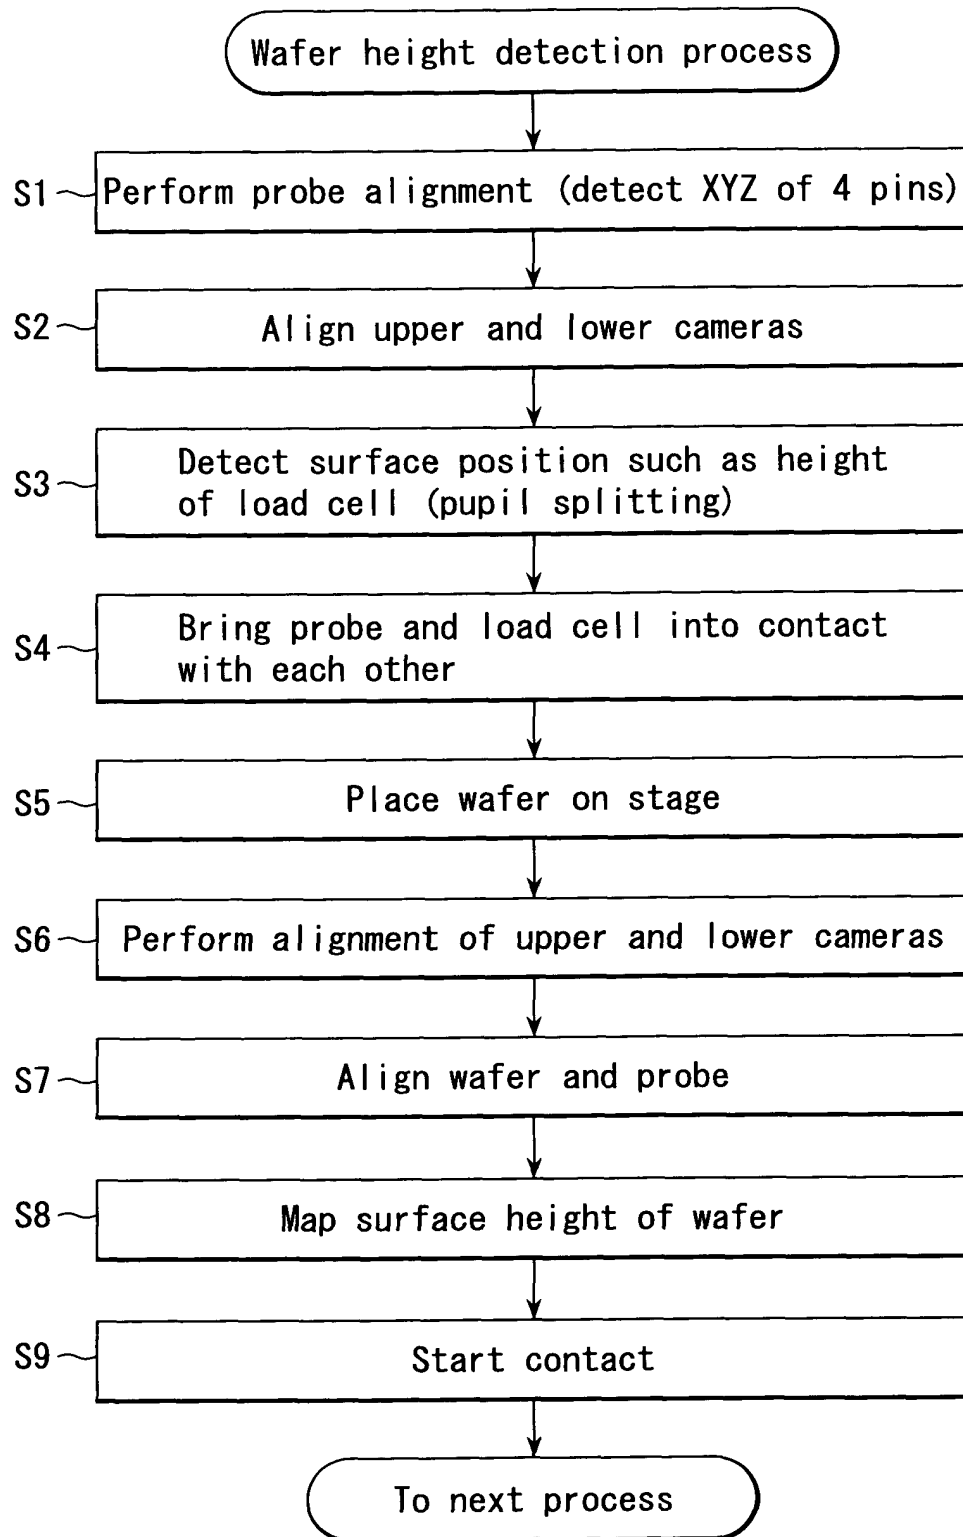 Wafer height detection process
S1 Perform probe alignment (detect XYZ of 4 pins)
S2 Align upper and lower cameras
S3 Detect surface position such as height
of load cell (pupil splitting)
S4 Bring probe and load cell into contact
with each other
S5 Place wafer on stage
S6 Perform alignment of upper and lower cameras
S7 Align wafer and probe
S8 Map surface height of wafer
S9 Start contact
To next process